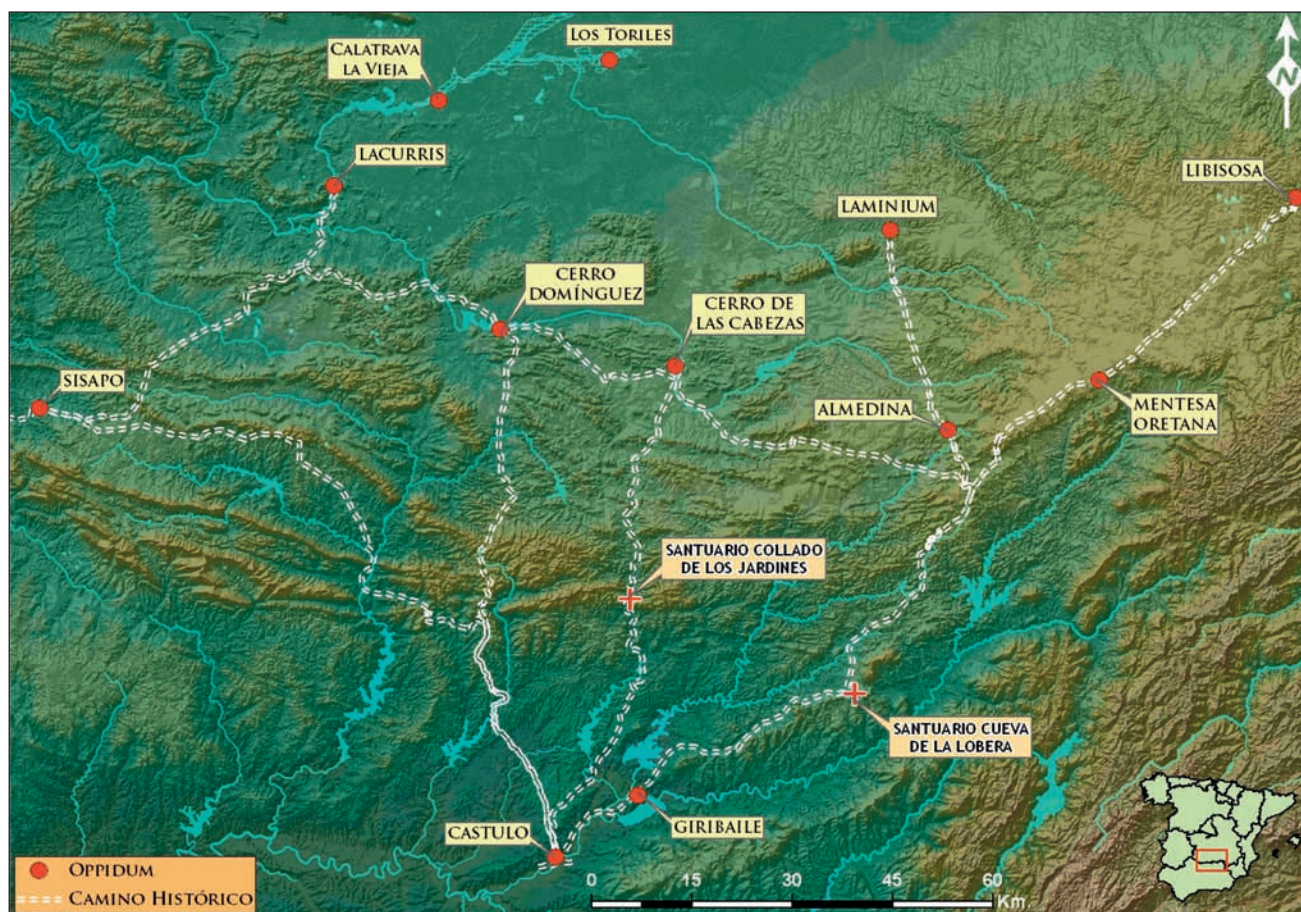 LOS TORILES
CALATRAVA
LA VIEJA
N
LACURRIS
LIBISOSA
LAMINIUM
CERRO
DOMÍNGUEZ
CERRO DE
LAS CABEZAS
SISAPO
ALMEDINA
MENTESA
ORETANA
SANTUARIO COLLADO
DE LOS JARDINES
SANTUARIO CUEVA
DE LA LOBERA
CASTULO
GIRIBAILE
OPPIDUM
CAMINO HISTÓRICO
0 15 30 45 60
Km.